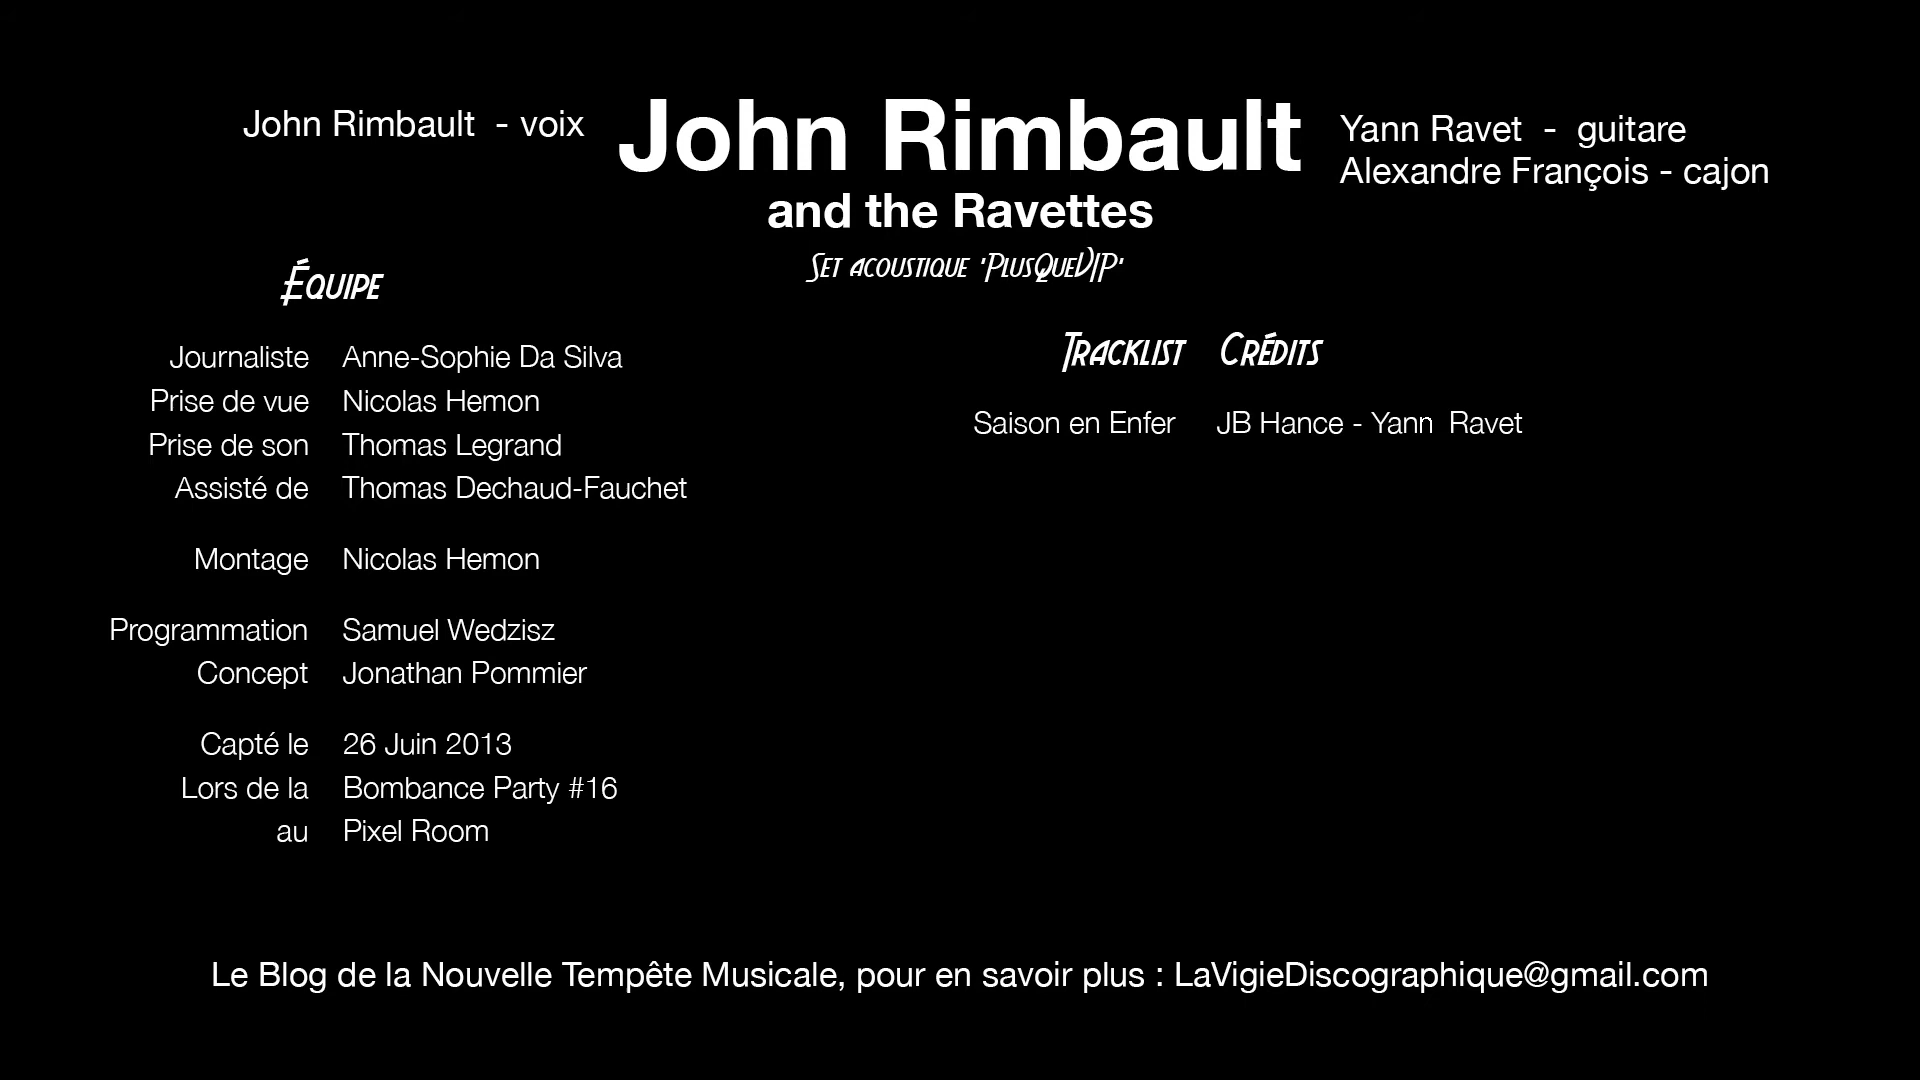 John Rimbault - voix
John Rimbault
and the Ravettes
Set acoustique 'PlusQueVIP'
Yann Ravet - guitare
Alexandre François - cajon
Équipe
Journaliste Anne-Sophie Da Silva
Prise de vue Nicolas Hemon
Prise de son Thomas Legrand
Assisté de Thomas Dechaud-Fauchet
Montage Nicolas Hemon
Programmation Samuel Wedzisz
Concept Jonathan Pommier
Capté le 26 Juin 2013
Lors de la Bombance Party #16
au Pixel Room
Tracklist Crédits
Saison en Enfer JB Hance - Yann Ravet
Le Blog de la Nouvelle Tempête Musicale, pour en savoir plus : LaVigieDiscographique@gmail.com